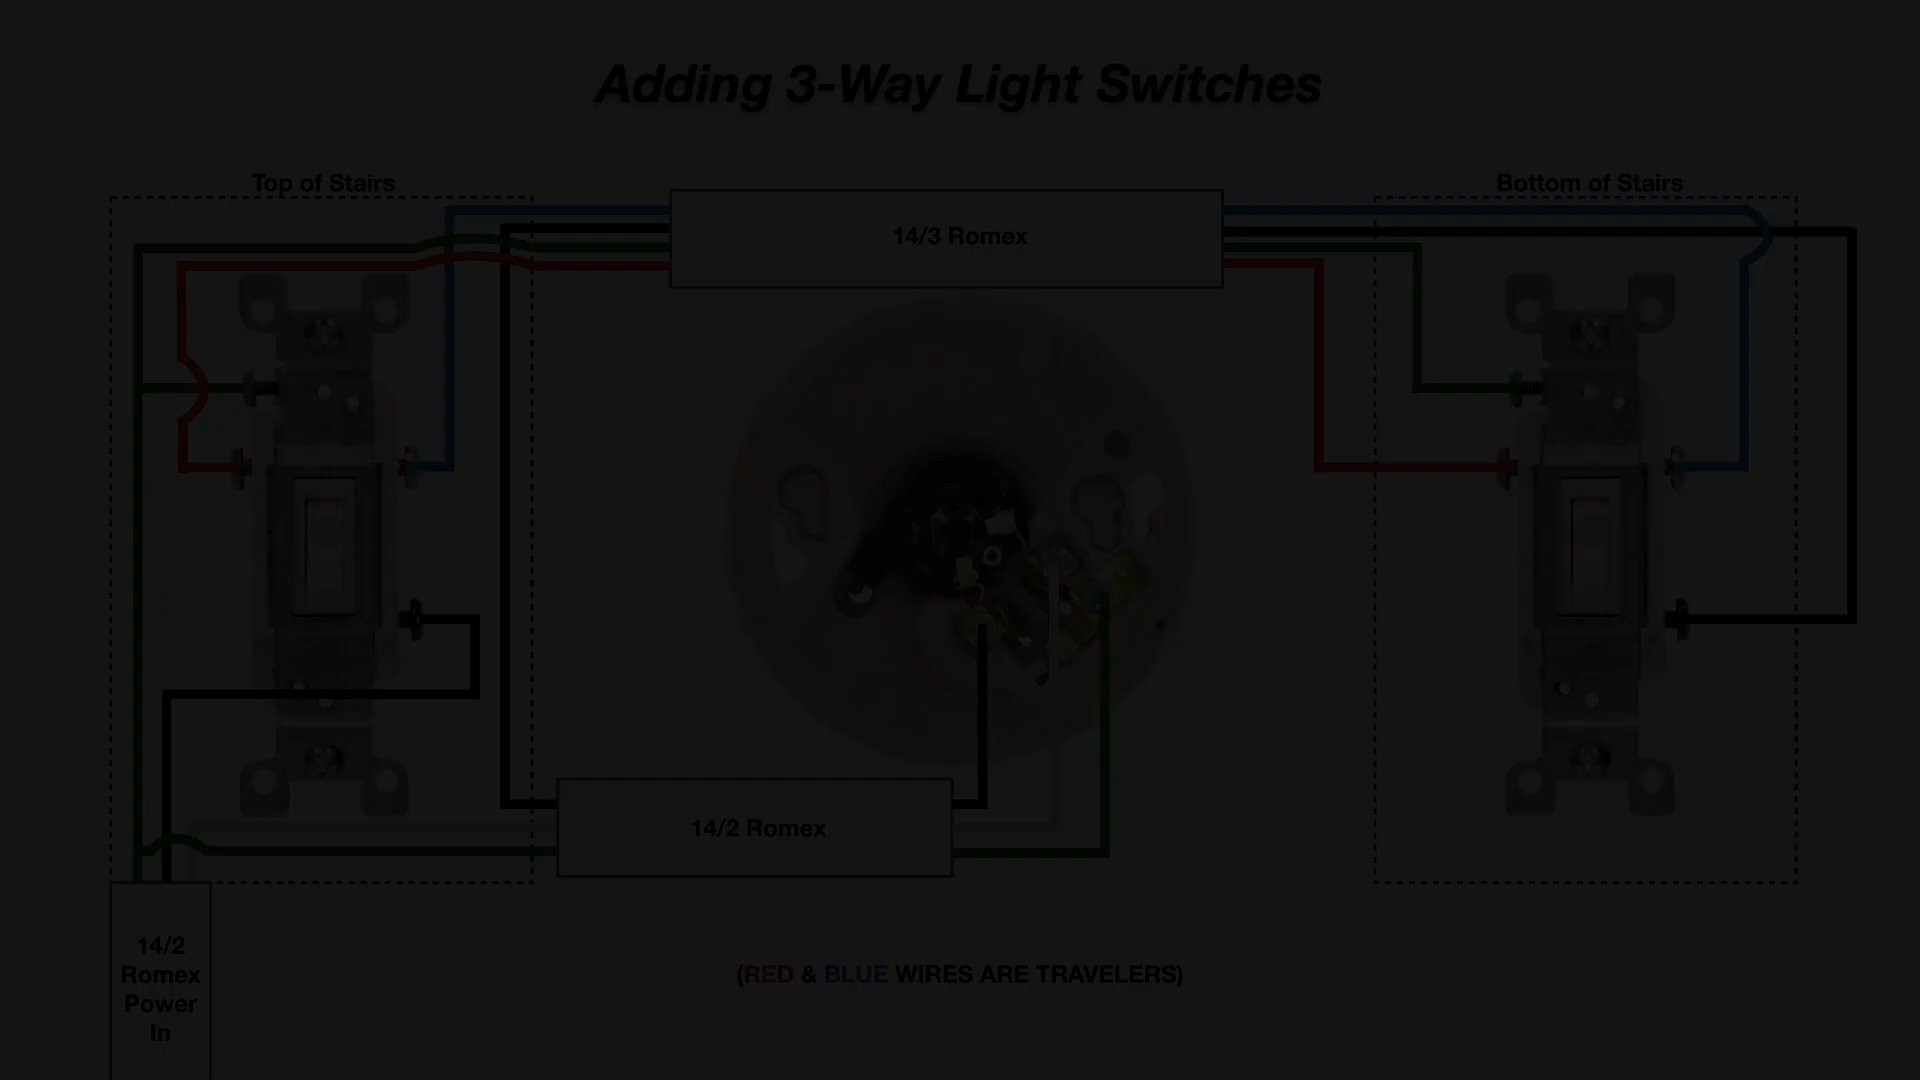 Adding 3-Way Light Switches
Top of Stairs
14/3 Romex
Bottom of Stairs
14/2 Romex
14/2
Romex
Power
In
(RED & BLUE WIRES ARE TRAVELERS)